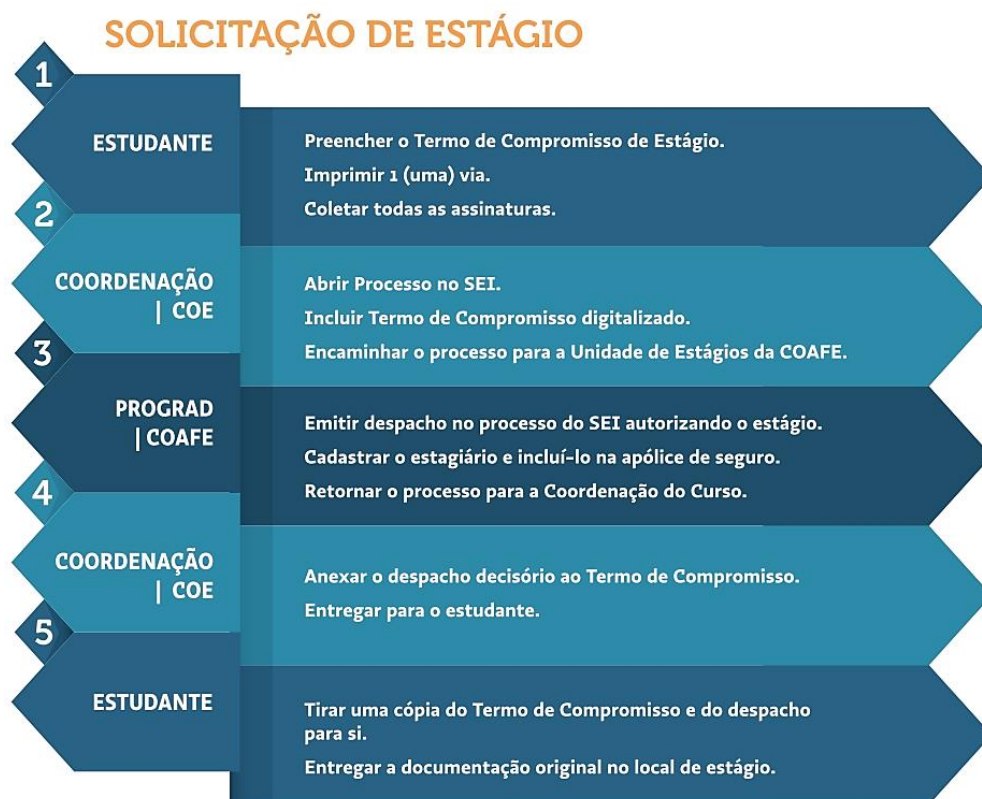 SOLICITAÇÃO DE ESTÁGIO
1
ESTUDANTE
Preencher o Termo de Compromisso de Estágio.
Imprimir 1 (uma) via.
Coletar todas as assinaturas.
2
COORDENAÇÃO
| COE
Abrir Processo no SEI.
Incluir Termo de Compromisso digitalizado.
Encaminhar o processo para a Unidade de Estágios da COAFE.
3
PROGRAD
| COAFE
Emitir despacho no processo do SEI autorizando o estágio.
Cadastrar o estagiário e incluí-lo na apólice de seguro.
Retornar o processo para a Coordenação do Curso.
4
COORDENAÇÃO
| COE
Anexar o despacho decisório ao Termo de Compromisso.
Entregar para o estudante.
5
ESTUDANTE
Tirar uma cópia do Termo de Compromisso e do despacho
para si.
Entregar a documentação original no local de estágio.